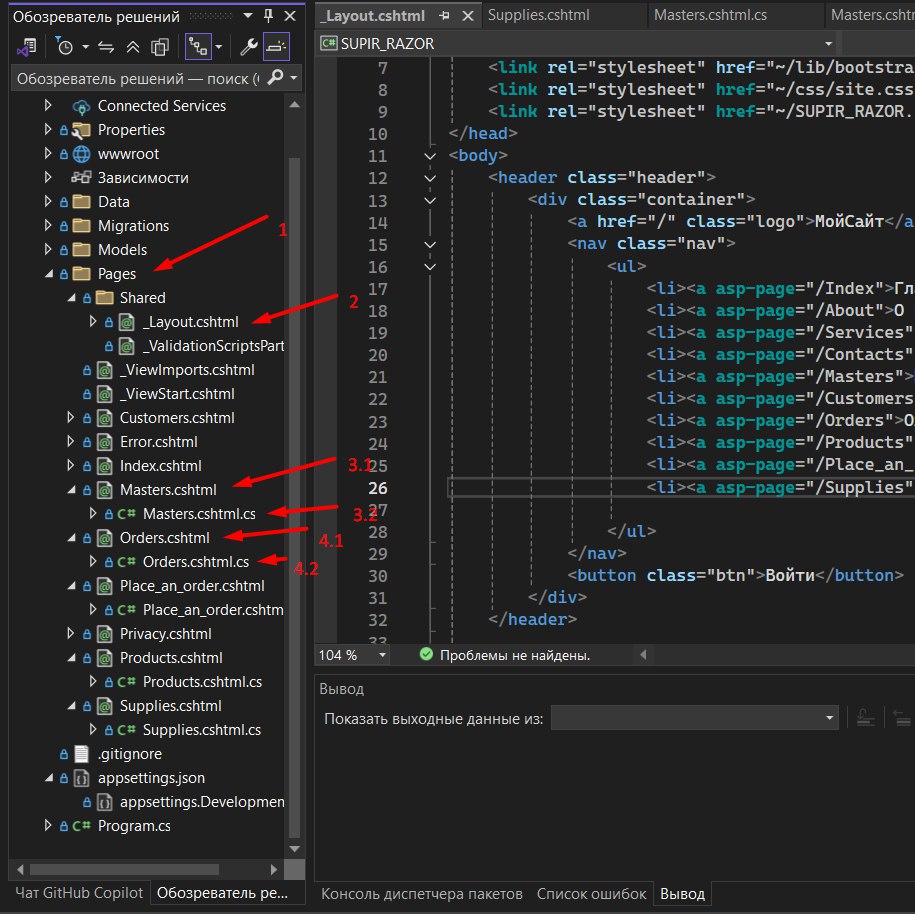 Обозреватель решений
Обозреватель решений — поиск (
Connected Services
Properties
wwwroot
Зависимости
Data
Migrations
Models
Pages
1
Shared
_Layout.cshtml
2
_ValidationScriptsPart
_ViewImports.cshtml
_ViewStart.cshtml
Customers.cshtml
Error.cshtml
Index.cshtml
3.1
Masters.cshtml
C# Masters.cshtml.cs
3.2
Orders.cshtml
4.1
C# Orders.cshtml.cs
4.2
Place_an_order.cshtml
C# Place_an_order.cshtm
Privacy.cshtml
Products.cshtml
C# Products.cshtml.cs
Supplies.cshtml
C# Supplies.cshtml.cs
.gitignore
appsettings.json
appsettings.Developmen
C# Program.cs
Чат GitHub Copilot
Обозреватель ре...
_Layout.cshtml
Supplies.cshtml
Masters.cshtml.cs
Masters.cshtm
C# SUPIR_RAZOR
7 <link rel="stylesheet" href="~/lib/bootstra
8 <link rel="stylesheet" href="~/css/site.css
9 <link rel="stylesheet" href="~/SUPIR_RAZOR.
10 </head>
11 <body>
12 <header class="header">
13 <div class="container">
14 <a href="/" class="logo">МойСайт</a
15 <nav class="nav">
16 <ul>
17 <li><a asp-page="/Index">Гл
18 <li><a asp-page="/About">О
19 <li><a asp-page="/Services"
20 <li><a asp-page="/Contacts"
21 <li><a asp-page="/Masters">
22 <li><a asp-page="/Customers
23 <li><a asp-page="/Orders">О
24 <li><a asp-page="/Products"
25 <li><a asp-page="/Place_an_
26 <li><a asp-page="/Supplies"
27
28 </ul>
29 </nav>
30 <button class="btn">Войти</button>
31 </div>
32 </header>
33
104 %
Проблемы не найдены.
Вывод
Показать выходные данные из:
Консоль диспетчера пакетов
Список ошибок
Вывод